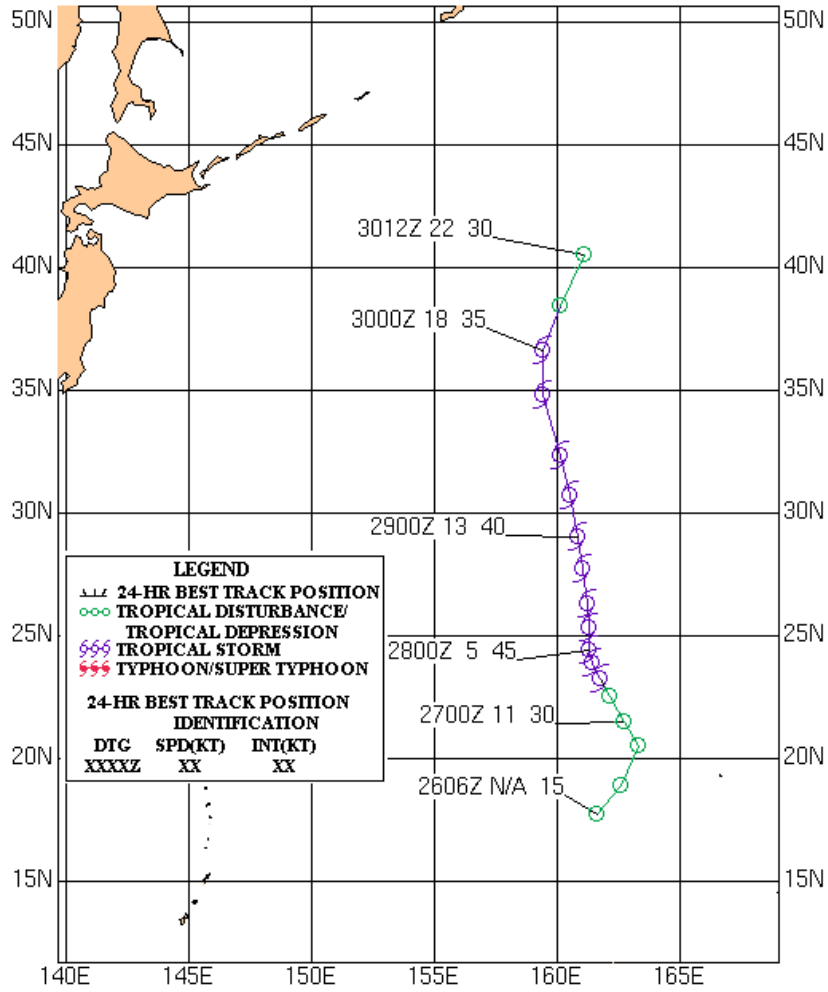 50N 50N
45N 45N
3012Z 22 30
40N 40N
3000Z 18 35
35N 35N
30N 30N
2900Z 13 40
LEGEND
24-HR BEST TRACK POSITION
TROPICAL DISTURBANCE/
TROPICAL DEPRESSION
TROPICAL STORM
TYPHOON/SUPER TYPHOON
24-HR BEST TRACK POSITION
IDENTIFICATION
DTG SPD(KT) INT(KT)
XXXXZ XX XX
25N 25N
2800Z 5 45
2700Z 11 30
20N 20N
2606Z N/A 15
15N 15N
140E 145E 150E 155E 160E 165E